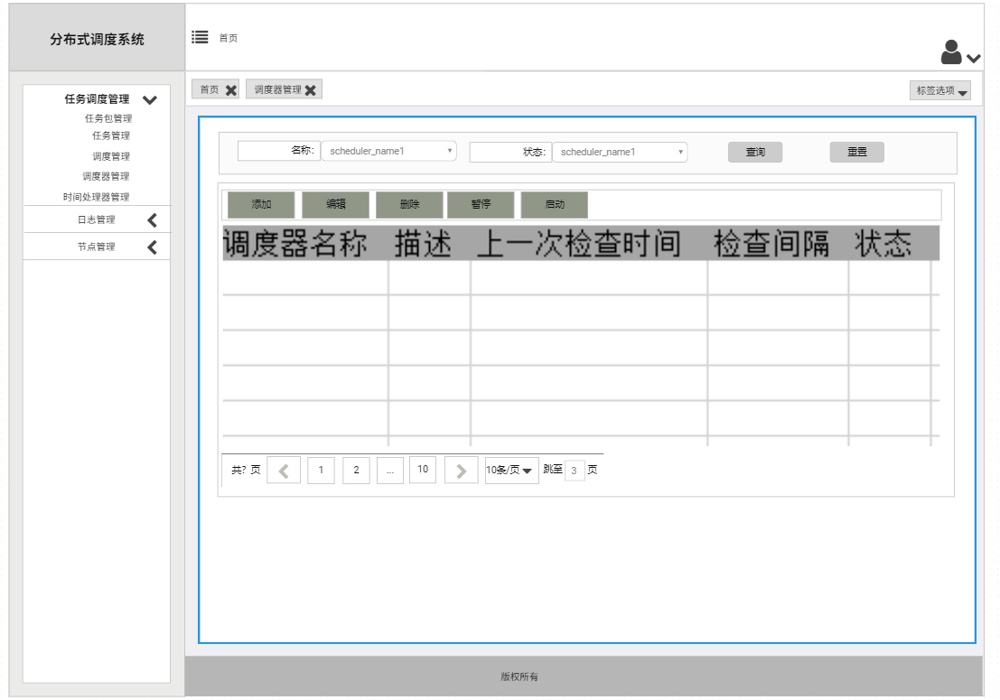 分布式调度系统
首页
首页 调度器管理 标签选项
任务调度管理
任务包管理
任务管理
调度管理
调度器管理
时间处理器管理
日志管理
节点管理
名称: scheduler_name1 状态: scheduler_name1 查询 重置
添加 编辑 删除 暂停 启动
调度器名称 描述 上一次检查时间 检查间隔 状态
共? 页 1 2 ... 10 10条/页 跳至 3 页
版权所有